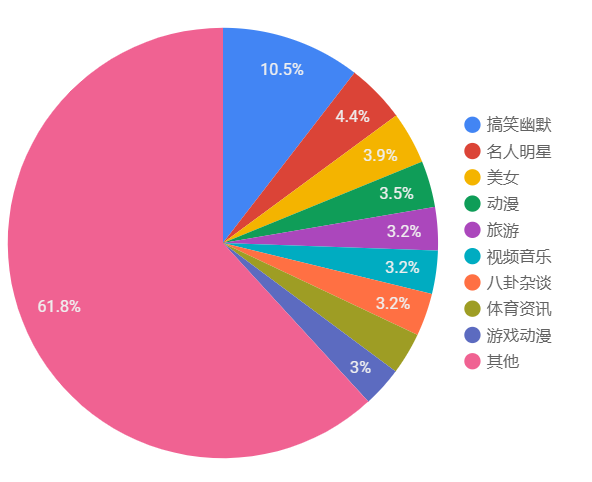 10.5%
4.4%
3.9%
3.5%
3.2%
3.2%
3.2%
3%
61.8%
搞笑幽默
名人明星
美女
动漫
旅游
视频音乐
八卦杂谈
体育资讯
游戏动漫
其他